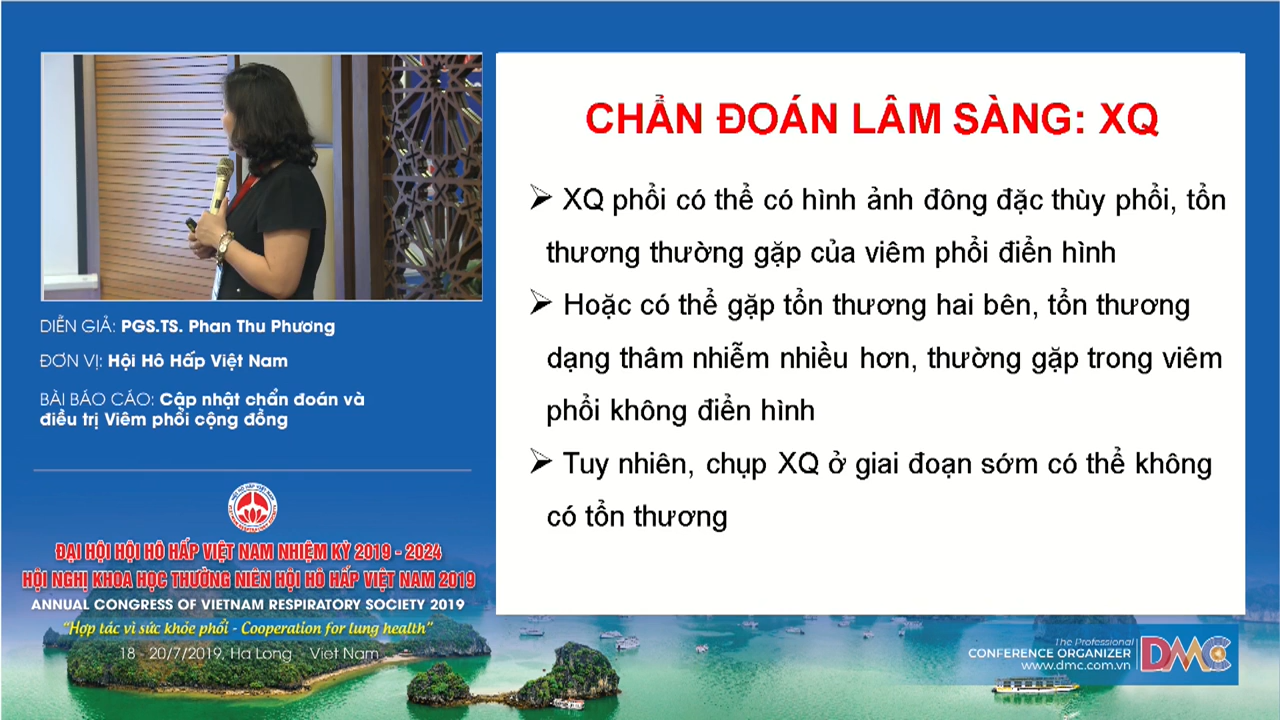 DIỄN GIẢ: PGS.TS. Phan Thu Phương
ĐƠN VỊ: Hội Hô Hấp Việt Nam
BÀI BÁO CÁO: Cập nhật chẩn đoán và
điều trị Viêm phổi cộng đồng
ĐẠI HỘI HỘI HÔ HẤP VIỆT NAM NHIỆM KỲ 2019 - 2024
HỘI NGHỊ KHOA HỌC THƯỜNG NIÊN HỘI HÔ HẤP VIỆT NAM 2019
ANNUAL CONGRESS OF VIETNAM RESPIRATORY SOCIETY 2019
"Hợp tác vì sức khỏe phổi - Cooperation for lung health"
18 - 20/7/2019, Ha Long - Viet Nam
CHẨN ĐOÁN LÂM SÀNG: XQ
➢ XQ phổi có thể có hình ảnh đông đặc thùy phổi, tổn
thương thường gặp của viêm phổi điển hình
➢ Hoặc có thể gặp tổn thương hai bên, tổn thương
dạng thâm nhiễm nhiều hơn, thường gặp trong viêm
phổi không điển hình
➢ Tuy nhiên, chụp XQ ở giai đoạn sớm có thể không
có tổn thương
The Professional
CONFERENCE ORGANIZER
www.dmc.com.vn
DMC